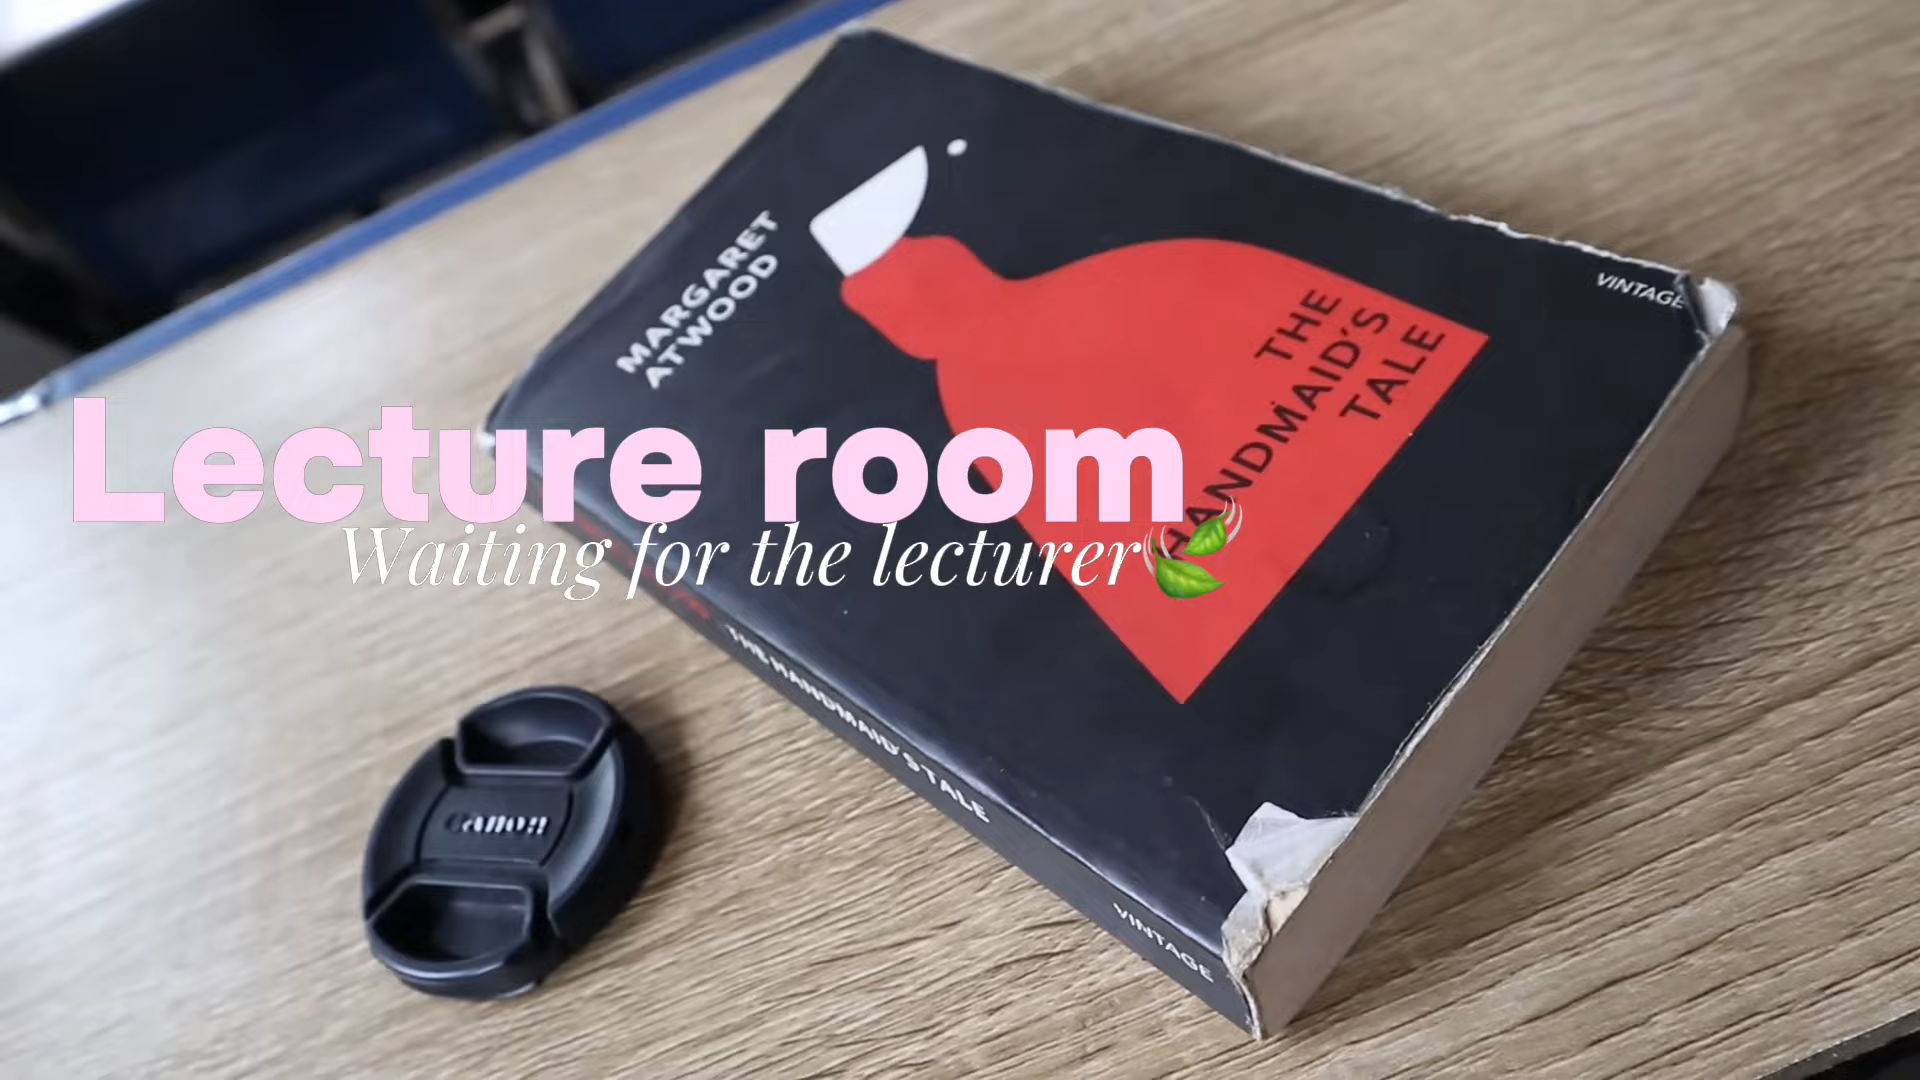 MARGARET
ATWOOD
THE
HANDMAID'S
TALE
VINTAGE
Lecture room
Waiting for the lecturer
THE HANDMAID'S TALE
VINTAGE
Canon